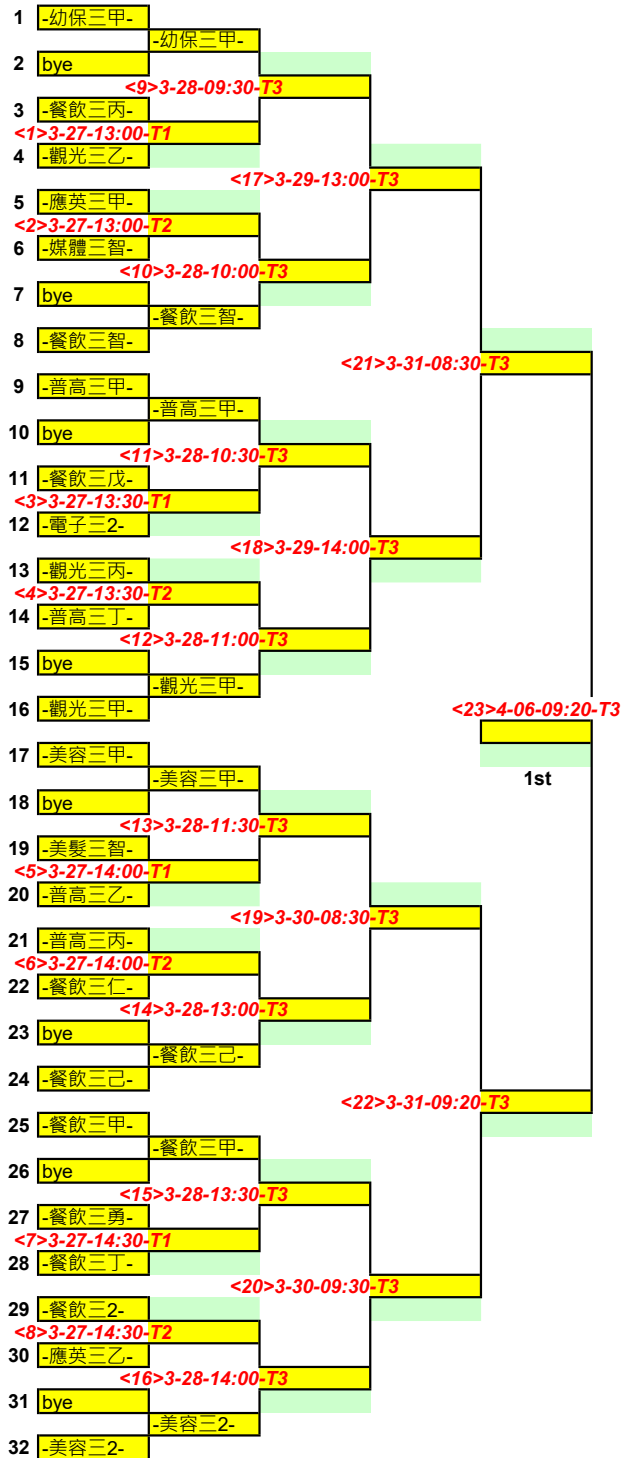 1 -幼保三甲-
-幼保三甲-
2 bye
<9>3-28-09:30-T3
3 -餐飲三丙-
<1>3-27-13:00-T1
4 -觀光三乙-
<17>3-29-13:00-T3
5 -應英三甲-
<2>3-27-13:00-T2
6 -媒體三智-
<10>3-28-10:00-T3
7 bye
-餐飲三智-
8 -餐飲三智-
<21>3-31-08:30-T3
9 -普高三甲-
-普高三甲-
10 bye
<11>3-28-10:30-T3
11 -餐飲三戊-
<3>3-27-13:30-T1
12 -電子三2-
<18>3-29-14:00-T3
13 -觀光三丙-
<4>3-27-13:30-T2
14 -普高三丁-
<12>3-28-11:00-T3
15 bye
-觀光三甲-
16 -觀光三甲-
<23>4-06-09:20-T3
17 -美容三甲-
-美容三甲-
1st
18 bye
<13>3-28-11:30-T3
19 -美髮三智-
<5>3-27-14:00-T1
20 -普高三乙-
<19>3-30-08:30-T3
21 -普高三丙-
<6>3-27-14:00-T2
22 -餐飲三仁-
<14>3-28-13:00-T3
23 bye
-餐飲三己-
24 -餐飲三己-
<22>3-31-09:20-T3
25 -餐飲三甲-
-餐飲三甲-
26 bye
<15>3-28-13:30-T3
27 -餐飲三勇-
<7>3-27-14:30-T1
28 -餐飲三丁-
<20>3-30-09:30-T3
29 -餐飲三2-
<8>3-27-14:30-T2
30 -應英三乙-
<16>3-28-14:00-T3
31 bye
-美容三2-
32 -美容三2-